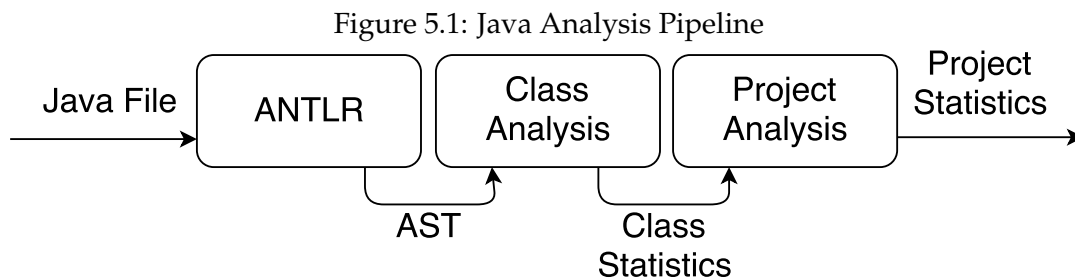 Figure 5.1: Java Analysis Pipeline
Java File
ANTLR
Class
Analysis
Project
Analysis
Project
Statistics
AST
Class
Statistics